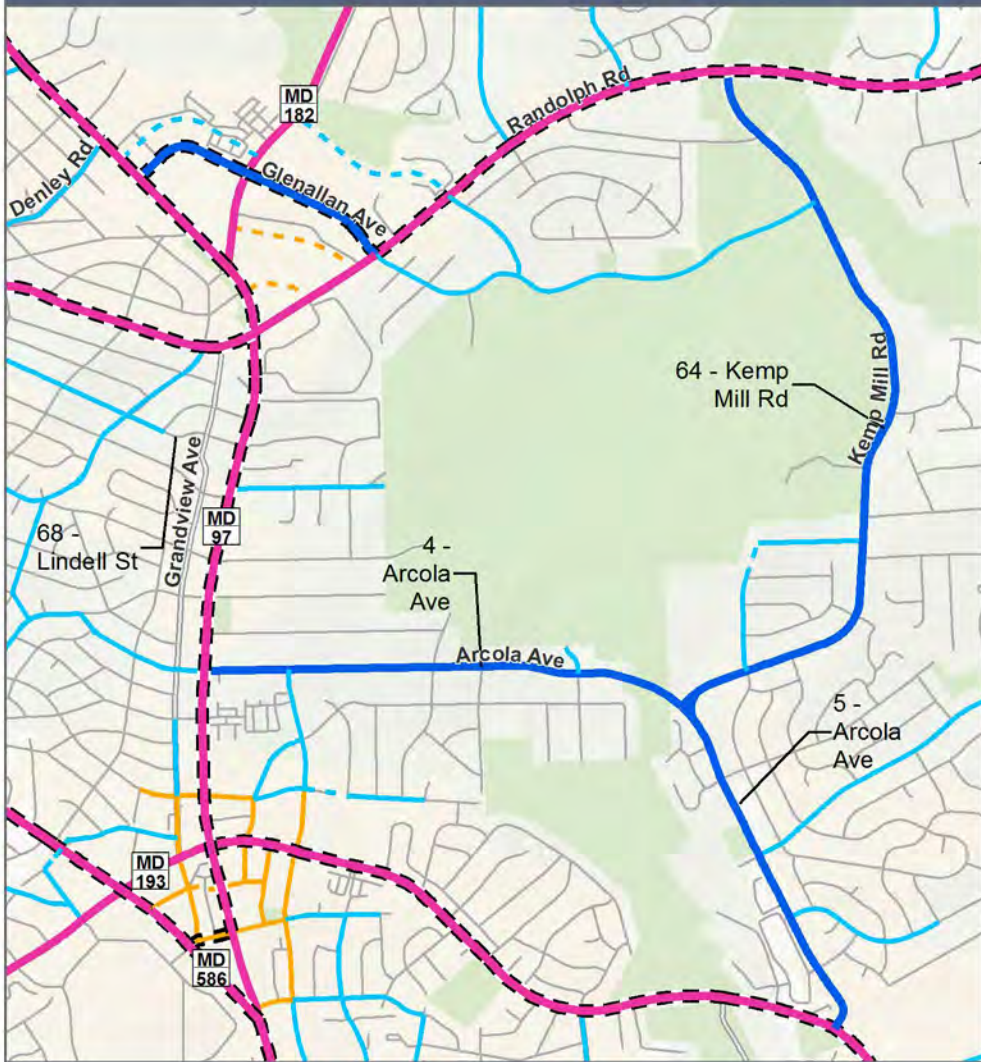 MD
182
Randolph Rd
Denley Rd
Glenallan Ave
64 - Kemp
Mill Rd
Kemp Mill Rd
Grandview Ave
68 -
Lindell St
MD
97
4 -
Arcola
Ave
Arcola Ave
5 -
Arcola
Ave
MD
193
MD
586